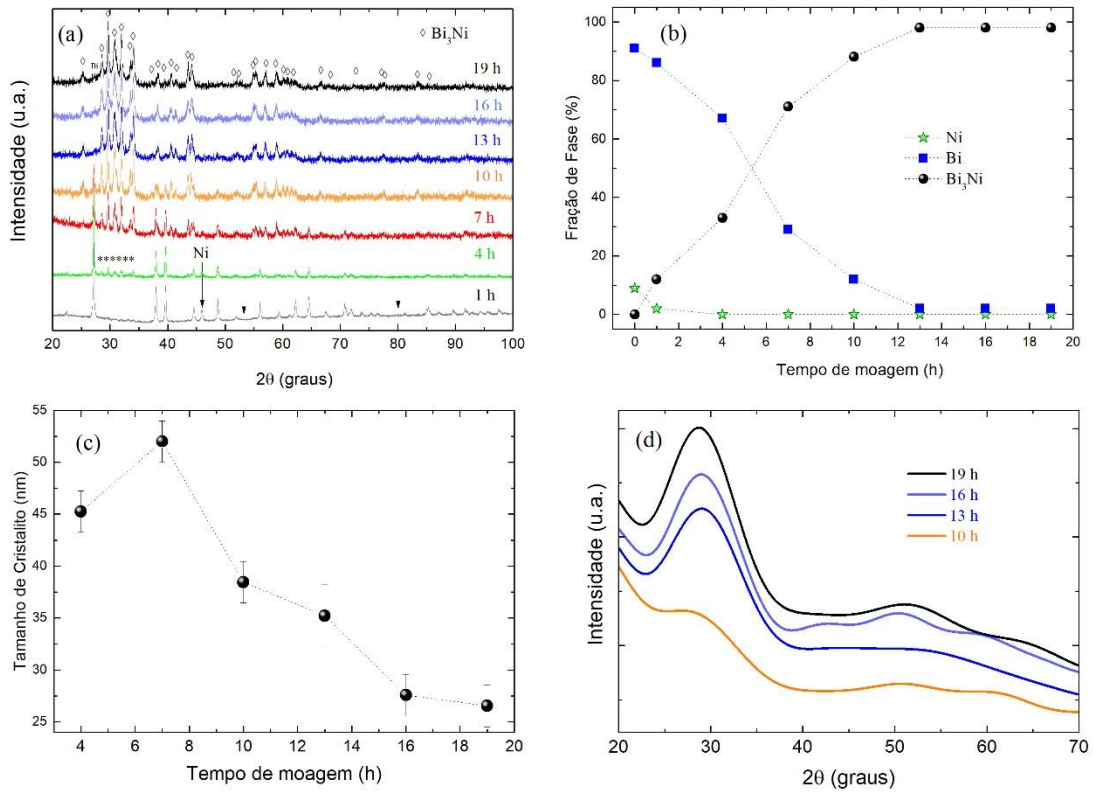 (a)
◇ Bi₃Ni
Bi
19 h
16 h
13 h
10 h
7 h
******
Ni
4 h
1 h
Intensidade (u.a.)
20 30 40 50 60 70 80 90 100
2θ (graus)
(b)
100
80
60
40
20
0
Fração de Fase (%)
Ni
Bi
Bi₃Ni
0 2 4 6 8 10 12 14 16 18 20
Tempo de moagem (h)
(c)
55
50
45
40
35
30
25
Tamanho de Cristalito (nm)
4 6 8 10 12 14 16 18 20
Tempo de moagem (h)
(d)
19 h
16 h
13 h
10 h
Intensidade (u.a.)
20 30 40 50 60 70
2θ (graus)